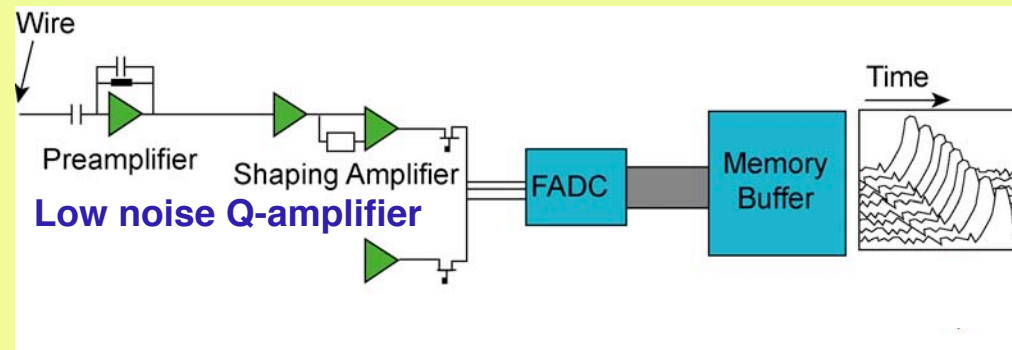 Wire
Time
Preamplifier
Shaping Amplifier
Low noise Q-amplifier
FADC
Memory
Buffer